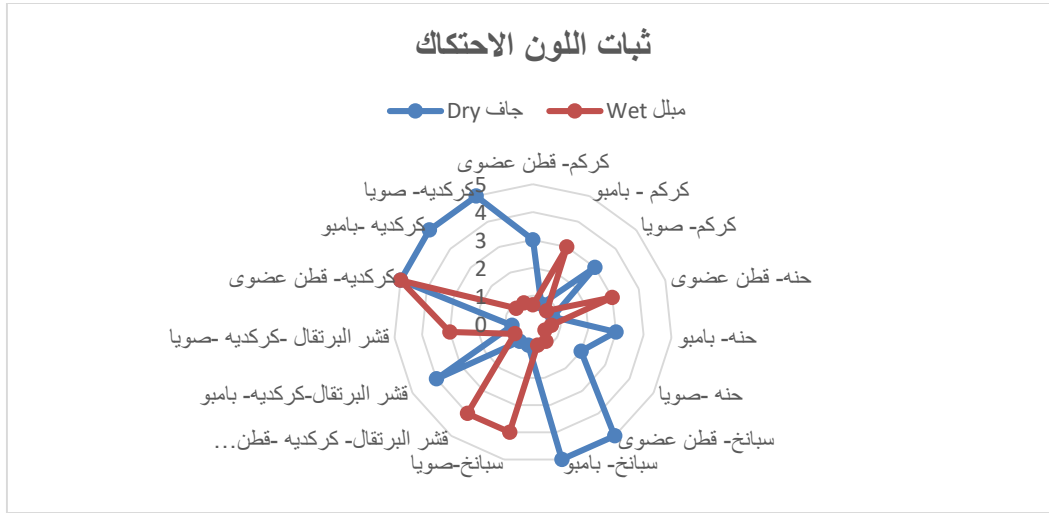 ثبات اللون الاحتكاك
جاف Dry
مبلل Wet
كركم- قطن عضوى
كركم - بامبو
كركم- صويا
حنه- قطن عضوى
حنه- بامبو
حنه -صويا
سبانخ- قطن عضوى
سبانخ- بامبو
سبانخ-صويا
قشر البرتقال- كركديه -قطن...
قشر البرتقال-كركديه- بامبو
قشر البرتقال -كركديه -صويا
كركديه- قطن عضوى
كركديه -بامبو
كركديه- صويا
5
4
3
2
1
0